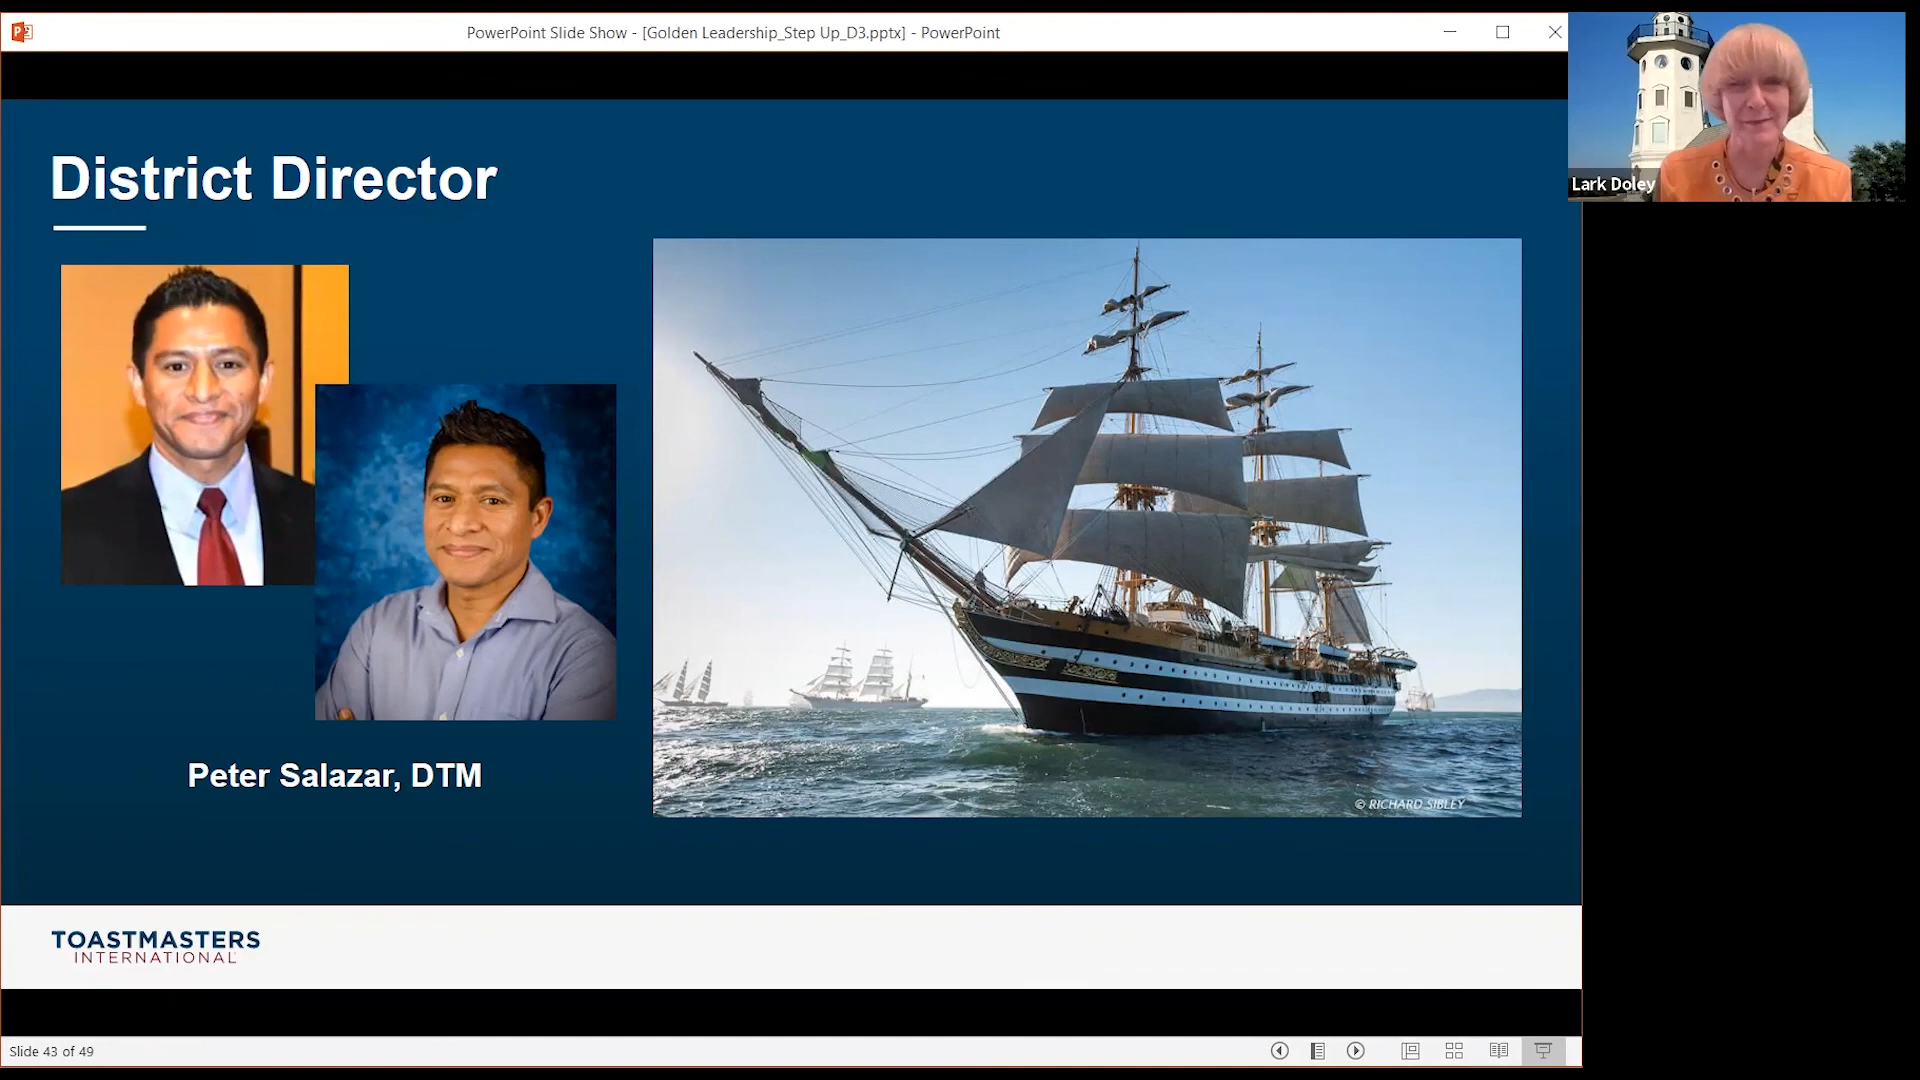 PowerPoint Slide Show - [Golden Leadership_Step Up_D3.pptx] - PowerPoint
Lark Doley
District Director
Peter Salazar, DTM
© RICHARD SIBLEY
TOASTMASTERS
INTERNATIONAL
Slide 43 of 49